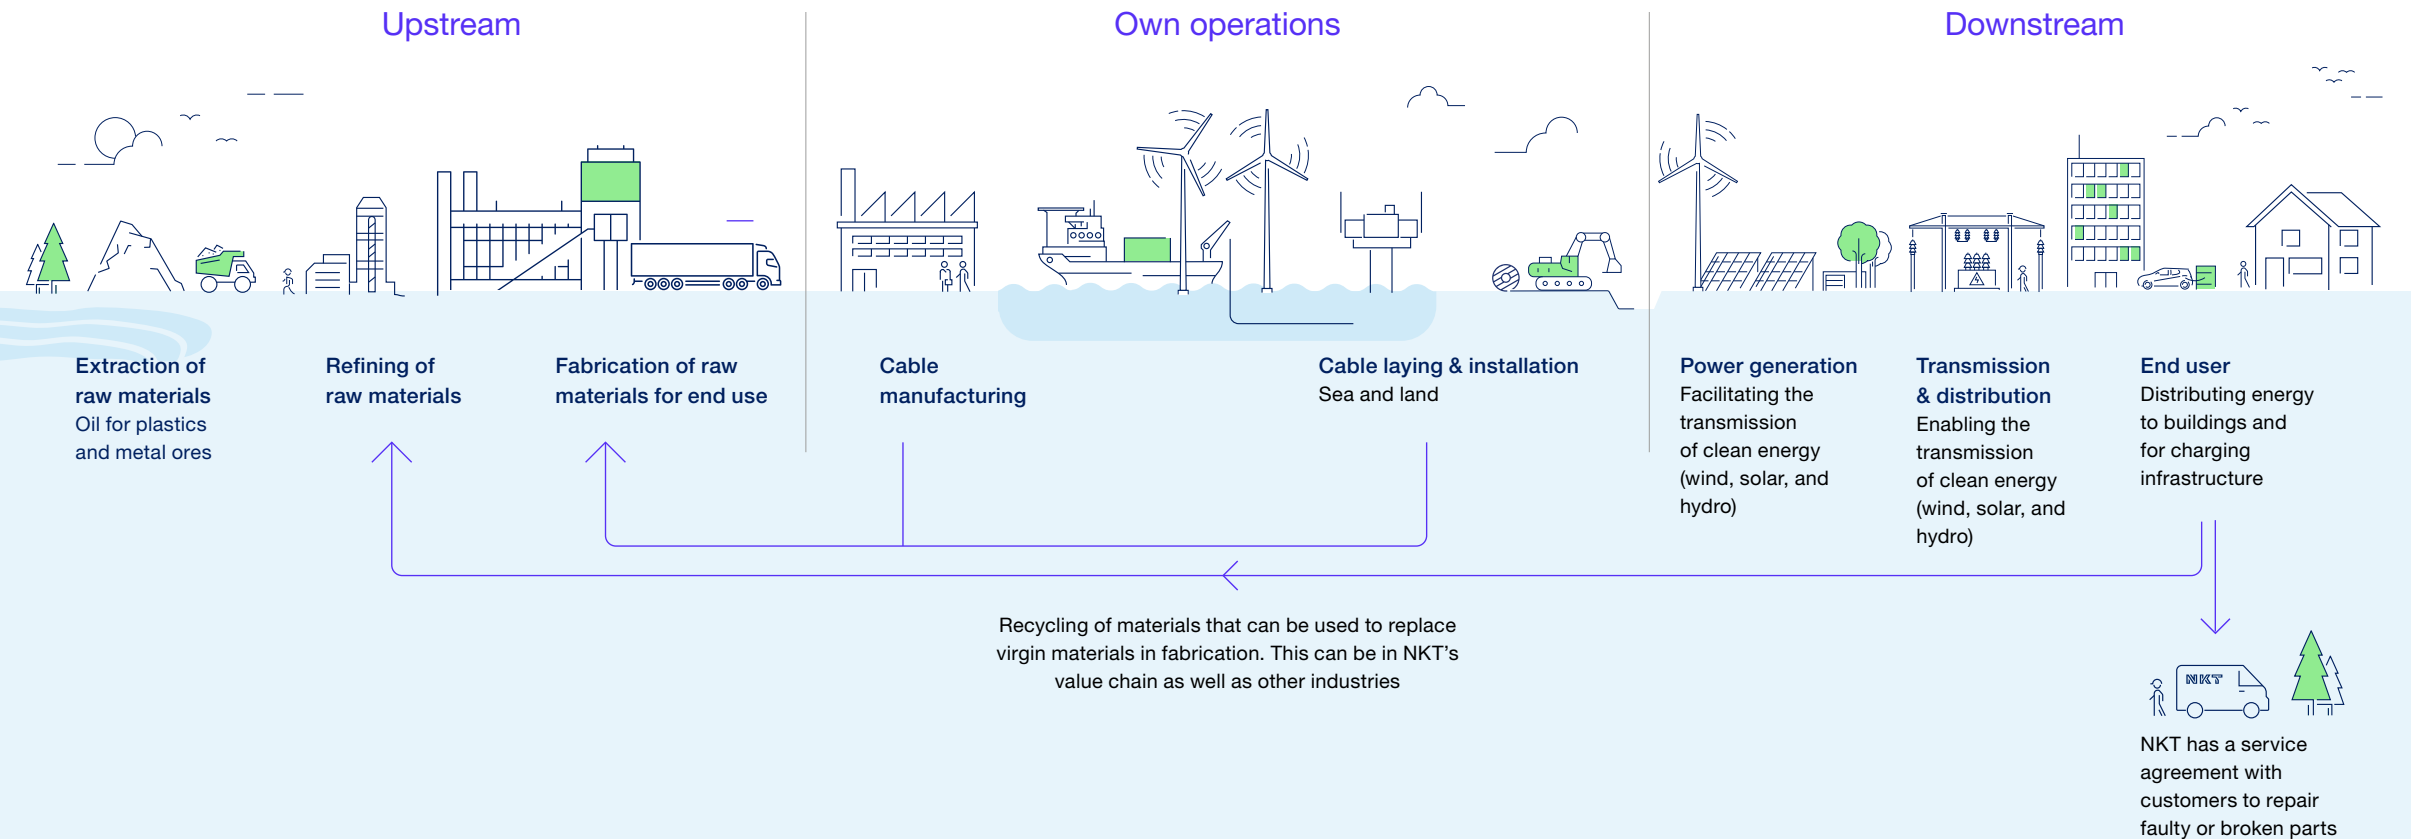 Upstream
Own operations
Downstream
Extraction of
raw materials
Oil for plastics
and metal ores
Refining of
raw materials
Fabrication of raw
materials for end use
Cable
manufacturing
Cable laying & installation
Sea and land
Power generation
Facilitating the
transmission
of clean energy
(wind, solar, and
hydro)
Transmission
& distribution
Enabling the
transmission
of clean energy
(wind, solar, and
hydro)
End user
Distributing energy
to buildings and
for charging
infrastructure
Recycling of materials that can be used to replace
virgin materials in fabrication. This can be in NKT’s
value chain as well as other industries
NKT
NKT has a service
agreement with
customers to repair
faulty or broken parts